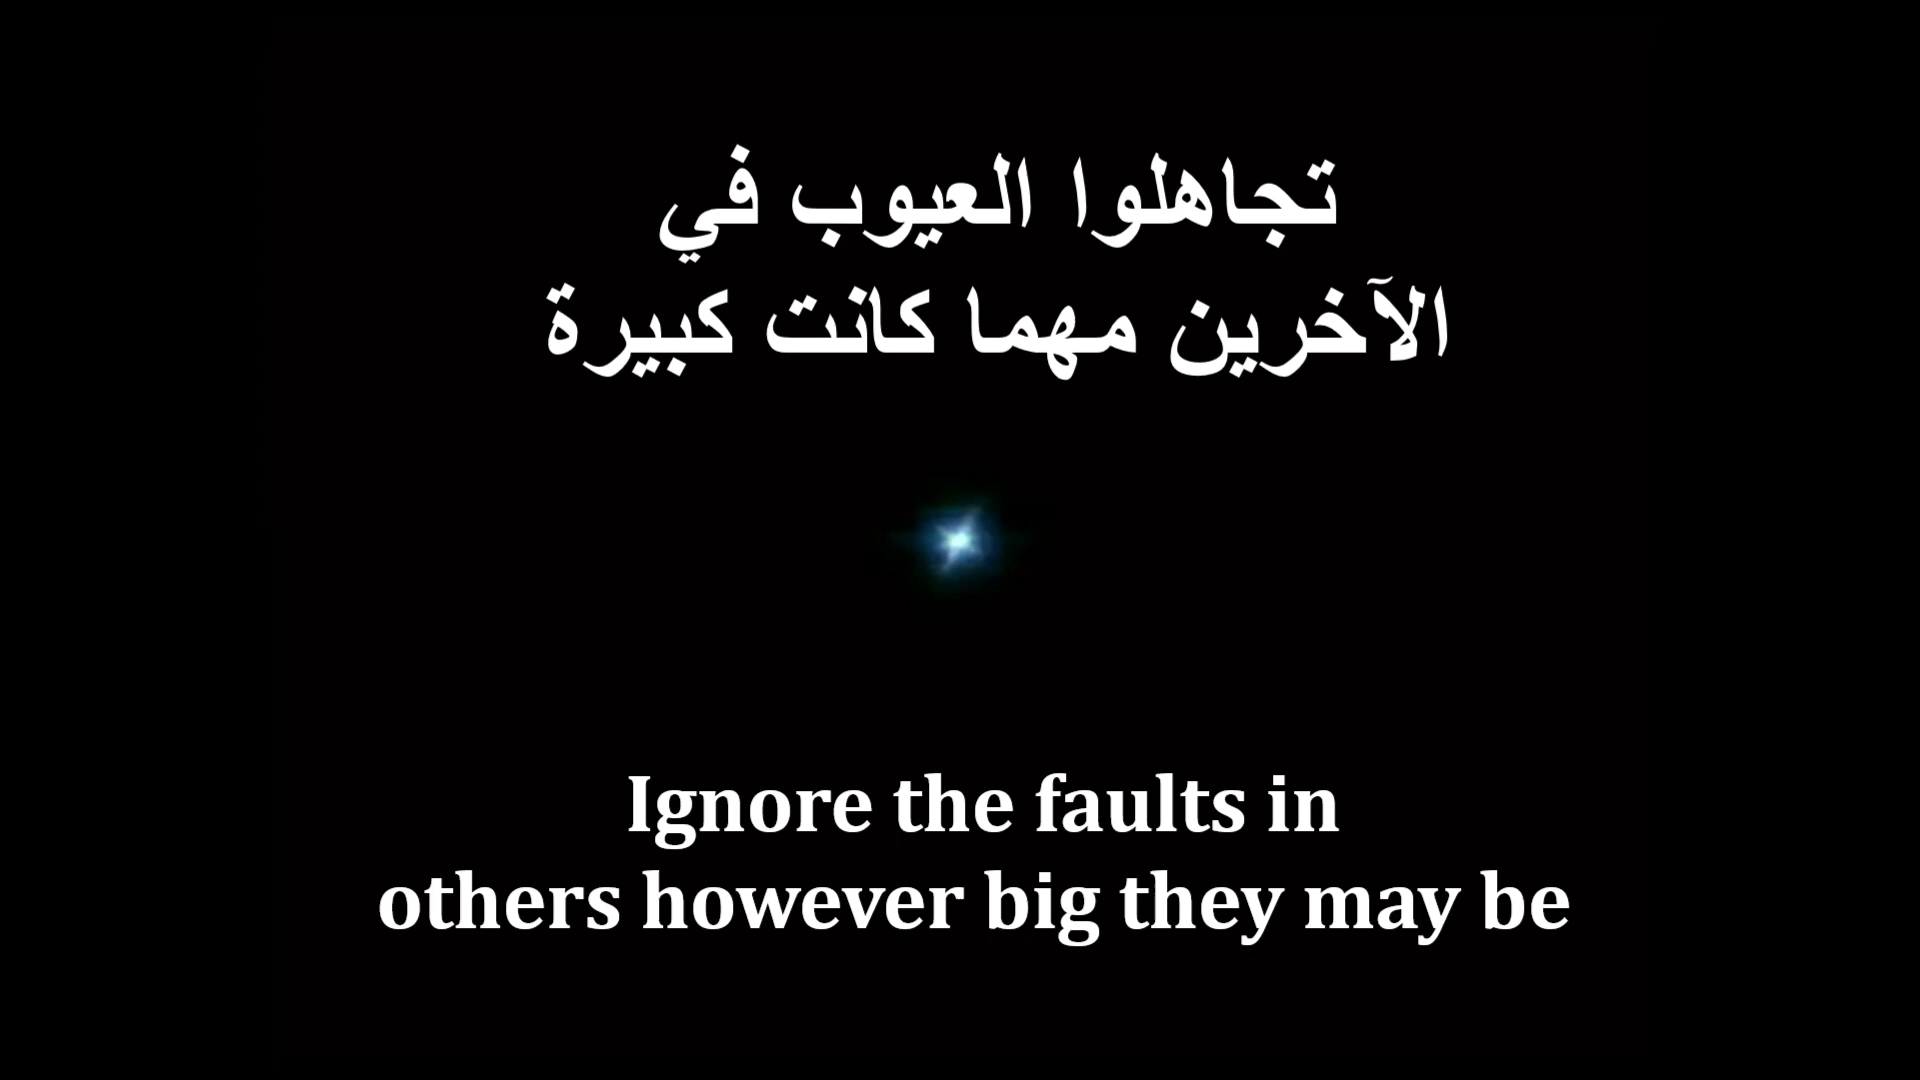 تجاهلوا العيوب في
الآخرين مهما كانت كبيرة
Ignore the faults in
others however big they may be